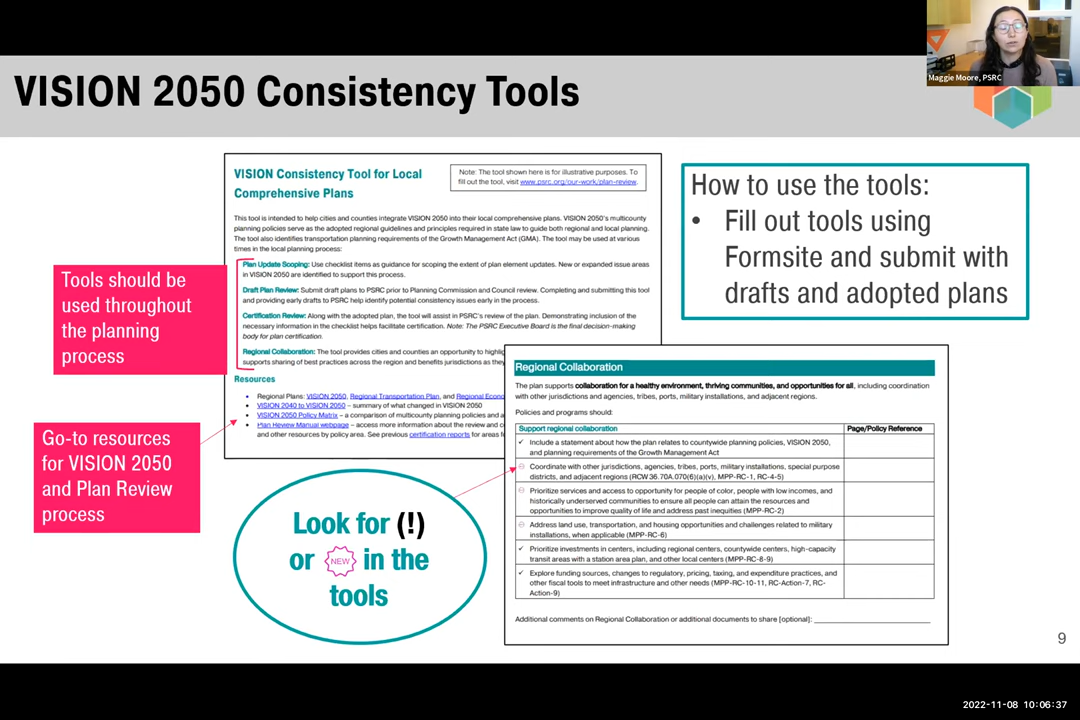 Maggie Moore, PSRC
VISION 2050 Consistency Tools
VISION Consistency Tool for Local
Comprehensive Plans
Note: The tool shown here is for illustrative purposes. To
fill out the tool, visit www.psrc.org/our-work/plan-review.
This tool is intended to help cities and counties integrate VISION 2050 into their local comprehensive plans. VISION 2050's multicounty
planning policies serve as the adopted regional guidelines and principles required in state law to guide both regional and local planning.
The tool also identifies transportation planning requirements of the Growth Management Act (GMA). The tool may be used at various
times in the local planning process:
Plan Update Scoping: Use checklist items as guidance for scoping the extent of plan element updates. New or expanded issue areas
in VISION 2050 are identified to support this process.
Draft Plan Review: Submit draft plans to PSRC prior to Planning Commission and Council review. Completing and submitting this tool
and providing early drafts to PSRC help identify potential consistency issues early in the process.
Certification Review: Along with the adopted plan, the tool will assist in PSRC's review of the plan. Demonstrating inclusion of the
necessary information in the checklist helps facilitate certification. Note: The PSRC Executive Board is the final decision-making
body for plan certification.
Regional Collaboration: The tool provides cities and counties an opportunity to highlig
supports sharing of best practices across the region and benefits jurisdictions as they
Resources
• Regional Plans: VISION 2050, Regional Transportation Plan, and Regional Econo
• VISION 2040 to VISION 2050 – summary of what changed in VISION 2050
• VISION 2050 Policy Matrix – a comparison of multicounty planning policies and a
• Plan Review Manual webpage – access more information about the review and c
and other resources by policy area. See previous certification reports for areas f
Tools should be
used throughout
the planning
process
Go-to resources
for VISION 2050
and Plan Review
process
Look for (!)
or NEW in the
tools
How to use the tools:
• Fill out tools using
Formsite and submit with
drafts and adopted plans
Regional Collaboration
The plan supports collaboration for a healthy environment, thriving communities, and opportunities for all, including coordination
with other jurisdictions, agencies, tribes, ports, military installations, and adjacent regions.
Policies and programs should:
Support regional collaboration Page/Policy Reference
✓ Include a statement about how the plan relates to countywide planning policies, VISION 2050,
and planning requirements of the Growth Management Act
Coordinate with other jurisdictions, agencies, tribes, ports, military installations, special purpose
districts, and adjacent regions (RCW 36.70A.070(6)(a)(v), MPP-RC-1, RC-4-5)
Prioritize services and access to opportunity for people of color, people with low incomes, and
historically underserved communities to ensure all people can attain the resources and
opportunities to improve quality of life and address past inequities (MPP-RC-2)
Address land use, transportation, and housing opportunities and challenges related to military
installations, when applicable (MPP-RC-6)
✓ Prioritize investments in centers, including regional centers, countywide centers, high-capacity
transit areas with a station area plan, and other local centers (MPP-RC-8-9)
✓ Explore funding sources, changes to regulatory, pricing, taxing, and expenditure practices, and
other fiscal tools to meet infrastructure and other needs (MPP-RC-10-11, RC-Action-7, RC-
Action-9)
Additional comments on Regional Collaboration or additional documents to share [optional]:
9
2022-11-08 10:06:37